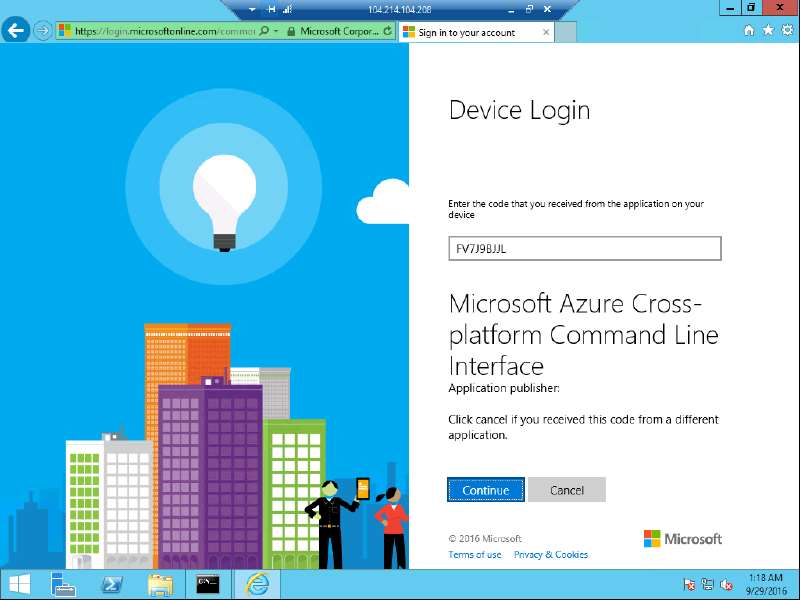 104.214.104.208
https://login.microsoftonline.com/commo
Microsoft Corpor...
Sign in to your account
Device Login
Enter the code that you received from the application on your
device
FV7J9BJJL
Microsoft Azure Cross-
platform Command Line
Interface
Application publisher:
Click cancel if you received this code from a different
application.
Continue
Cancel
© 2016 Microsoft
Microsoft
Terms of use
Privacy & Cookies
1:18 AM
9/29/2016